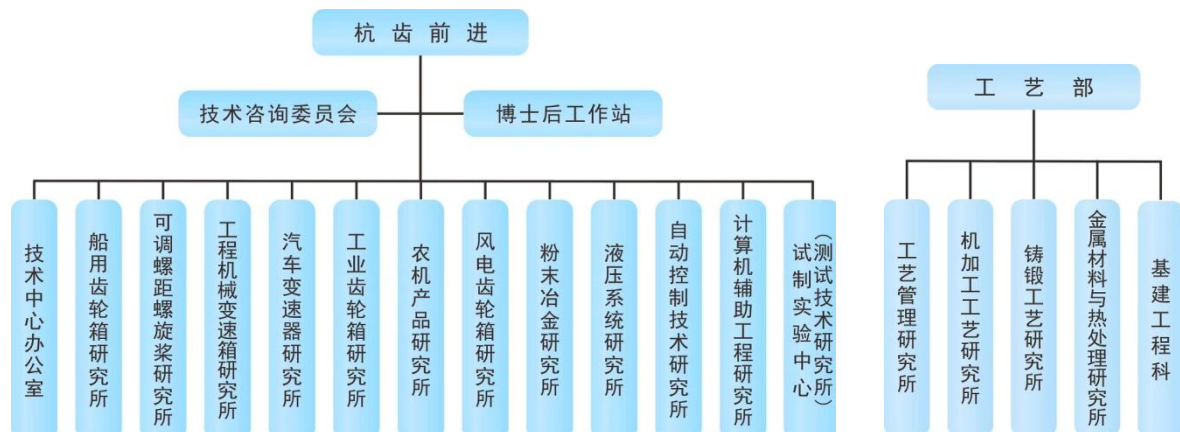 杭齿前进
工艺部
技术咨询委员会
博士后工作站
技术中心办公室
船用齿轮箱研究所
可调螺距螺旋桨研究所
工程机械变速箱研究所
汽车变速器研究所
工业齿轮箱研究所
农机产品研究所
风电齿轮箱研究所
粉末冶金研究所
液压系统研究所
自动控制技术研究所
计算机辅助工程研究所
试制实验中心
（测试技术研究所）
工艺管理研究所
机加工工艺研究所
铸锻工艺研究所
金属材料与热处理研究所
基建工程科